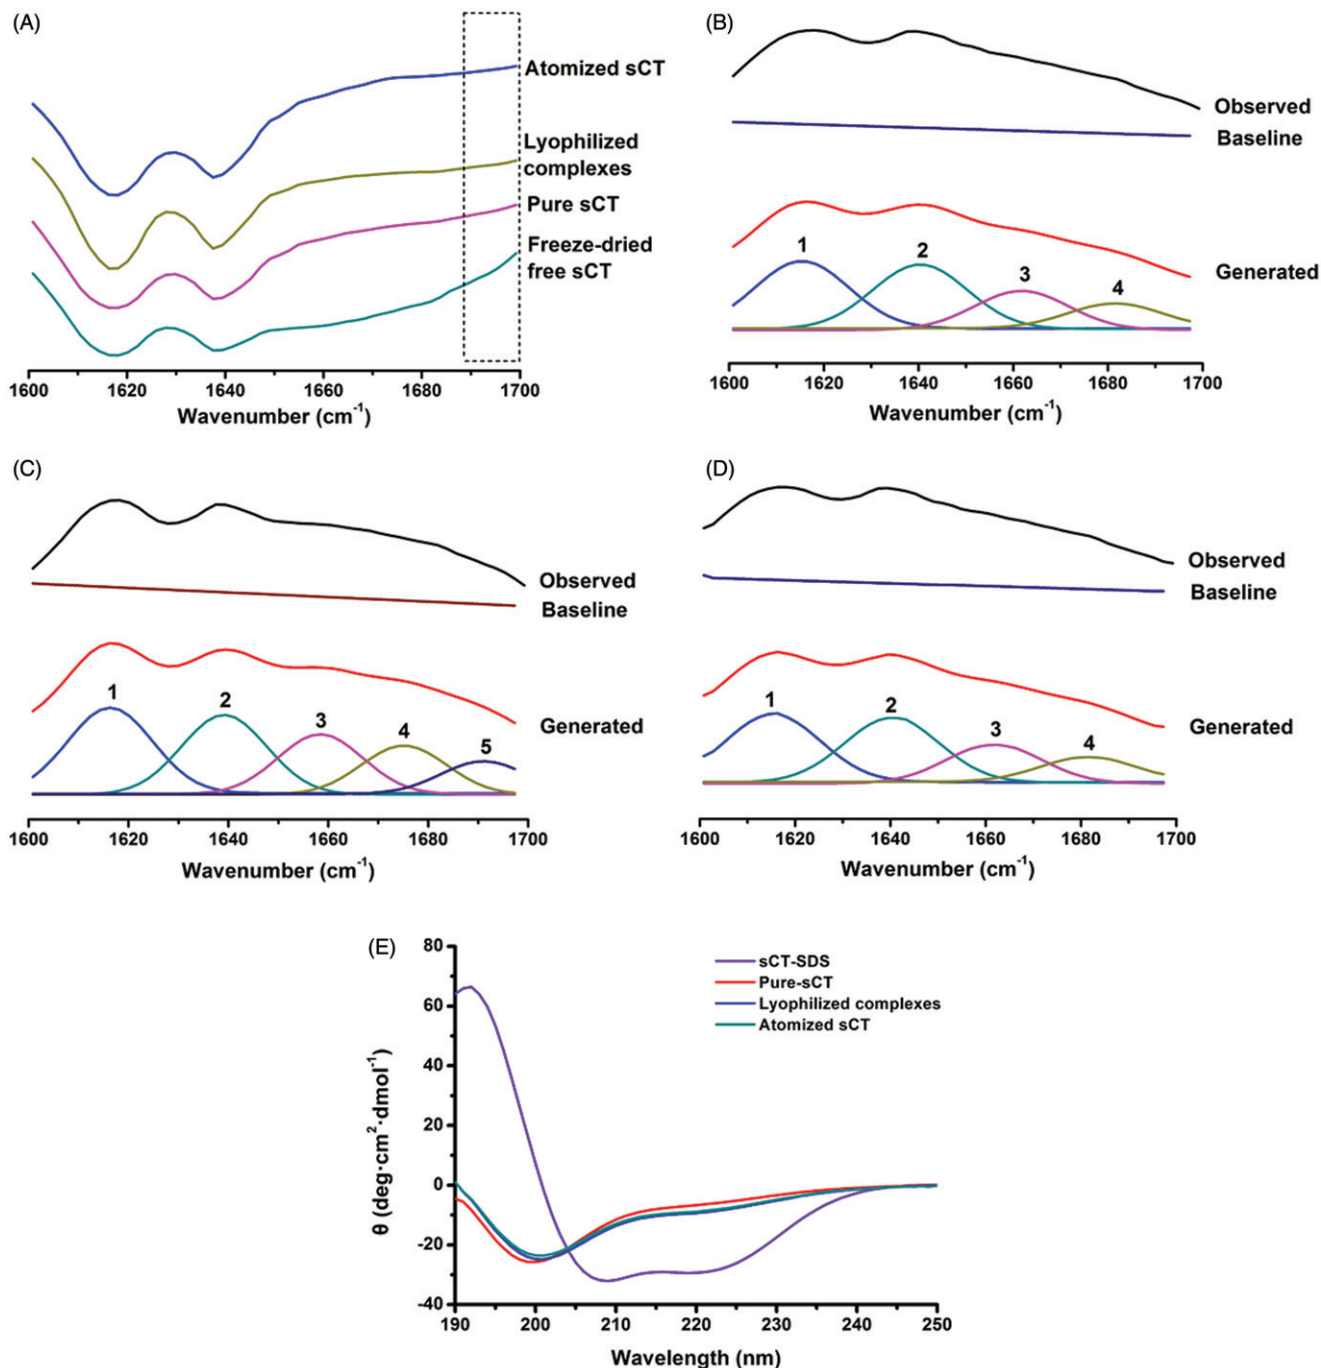 (A)
Atomized sCT
Lyophilized
complexes
Pure sCT
Freeze-dried
free sCT
1600 1620 1640 1660 1680 1700
Wavenumber (cm⁻¹)
(B)
Observed
Baseline
Generated
1 2 3 4
1600 1620 1640 1660 1680 1700
Wavenumber (cm⁻¹)
(C)
Observed
Baseline
Generated
1 2 3 4 5
1600 1620 1640 1660 1680 1700
Wavenumber (cm⁻¹)
(D)
Observed
Baseline
Generated
1 2 3 4
1600 1620 1640 1660 1680 1700
Wavenumber (cm⁻¹)
(E)
θ (deg·cm²·dmol⁻¹)
80
60
40
20
0
-20
-40
sCT-SDS
Pure-sCT
Lyophilized complexes
Atomized sCT
190 200 210 220 230 240 250
Wavelength (nm)